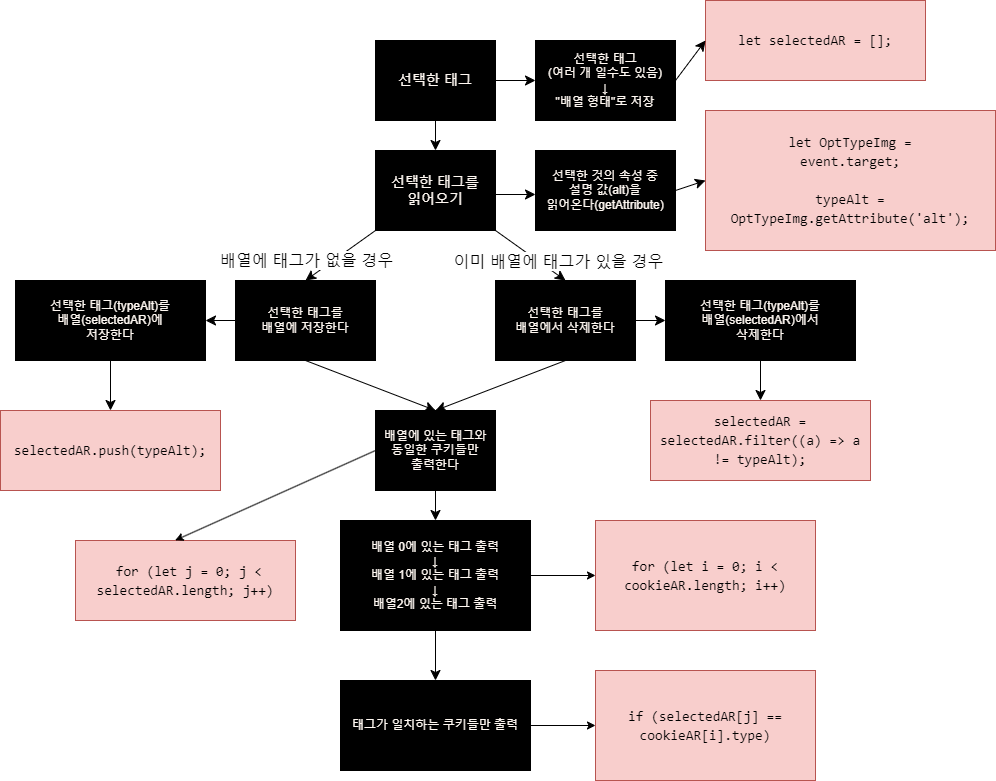 선택한 태그
선택한 태그
(여러 개 일수도 있음)
↓
"배열 형태"로 저장
let selectedAR = [];
선택한 태그를
읽어오기
선택한 것의 속성 중
설명 값(alt)을
읽어온다(getAttribute)
let OptTypeImg =
event.target;
typeAlt =
OptTypeImg.getAttribute('alt');
배열에 태그가 없을 경우
이미 배열에 태그가 있을 경우
선택한 태그(typeAlt)를
배열(selectedAR)에
저장한다
선택한 태그를
배열에 저장한다
선택한 태그를
배열에서 삭제한다
선택한 태그(typeAlt)를
배열(selectedAR)에서
삭제한다
selectedAR.push(typeAlt);
배열에 있는 태그와
동일한 쿠키들만
출력한다
selectedAR =
selectedAR.filter((a) => a
!= typeAlt);
for (let j = 0; j <
selectedAR.length; j++)
배열 0에 있는 태그 출력
↓
배열 1에 있는 태그 출력
↓
배열2에 있는 태그 출력
for (let i = 0; i <
cookieAR.length; i++)
태그가 일치하는 쿠키들만 출력
if (selectedAR[j] ==
cookieAR[i].type)